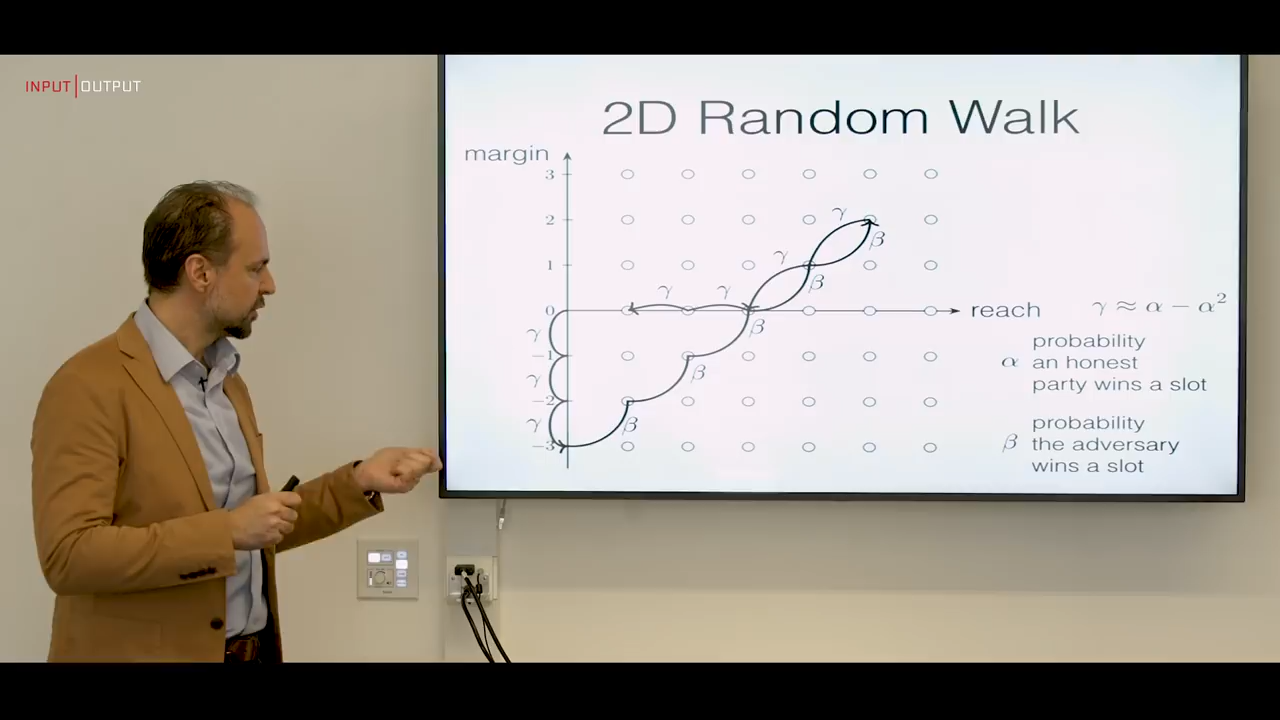 INPUT|OUTPUT
2D Random Walk
margin
3
2
1
0
−1
−2
−3
γ
γ
γ
γ
γ
γ
γ
β
β
β
β
β
reach
γ ≈ α − α²
α probability
an honest
party wins a slot
β probability
the adversary
wins a slot